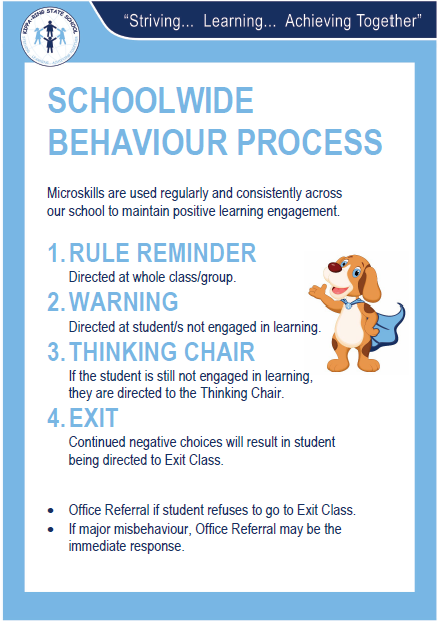 KIPPA-RING STATE SCHOOL
“Striving... Learning... Achieving Together”
SCHOOLWIDE
BEHAVIOUR PROCESS
Microskills are used regularly and consistently across
our school to maintain positive learning engagement.
1. RULE REMINDER
Directed at whole class/group.
2. WARNING
Directed at student/s not engaged in learning.
3. THINKING CHAIR
If the student is still not engaged in learning,
they are directed to the Thinking Chair.
4. EXIT
Continued negative choices will result in student
being directed to Exit Class.
• Office Referral if student refuses to go to Exit Class.
• If major misbehaviour, Office Referral may be the
immediate response.